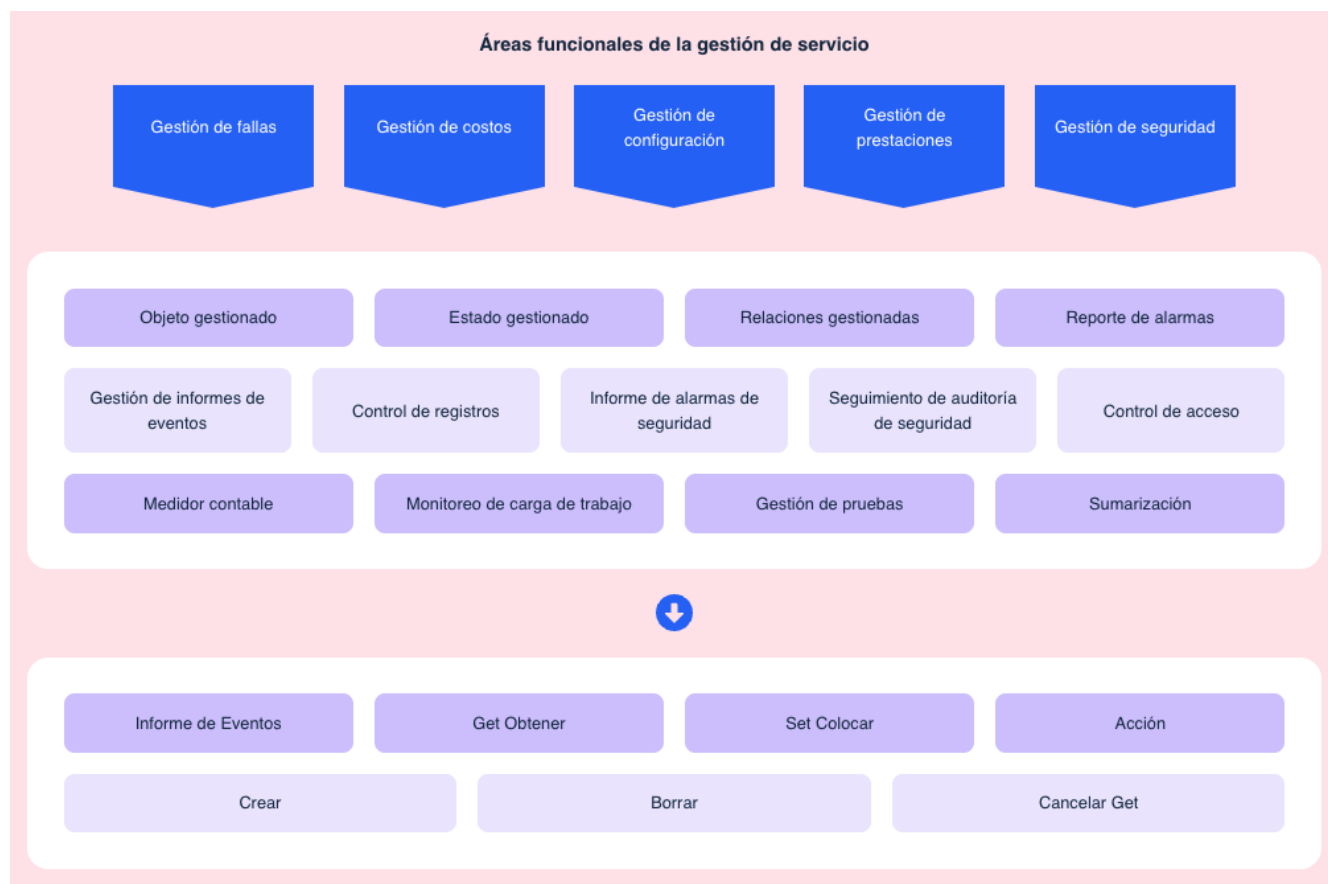 Áreas funcionales de la gestión de servicio
Gestión de fallas
Gestión de costos
Gestión de
configuración
Gestión de
prestaciones
Gestión de seguridad
Objeto gestionado
Estado gestionado
Relaciones gestionadas
Reporte de alarmas
Gestión de informes de
eventos
Control de registros
Informe de alarmas de
seguridad
Seguimiento de auditoría
de seguridad
Control de acceso
Medidor contable
Monitoreo de carga de trabajo
Gestión de pruebas
Sumarización
Informe de Eventos
Get Obtener
Set Colocar
Acción
Crear
Borrar
Cancelar Get